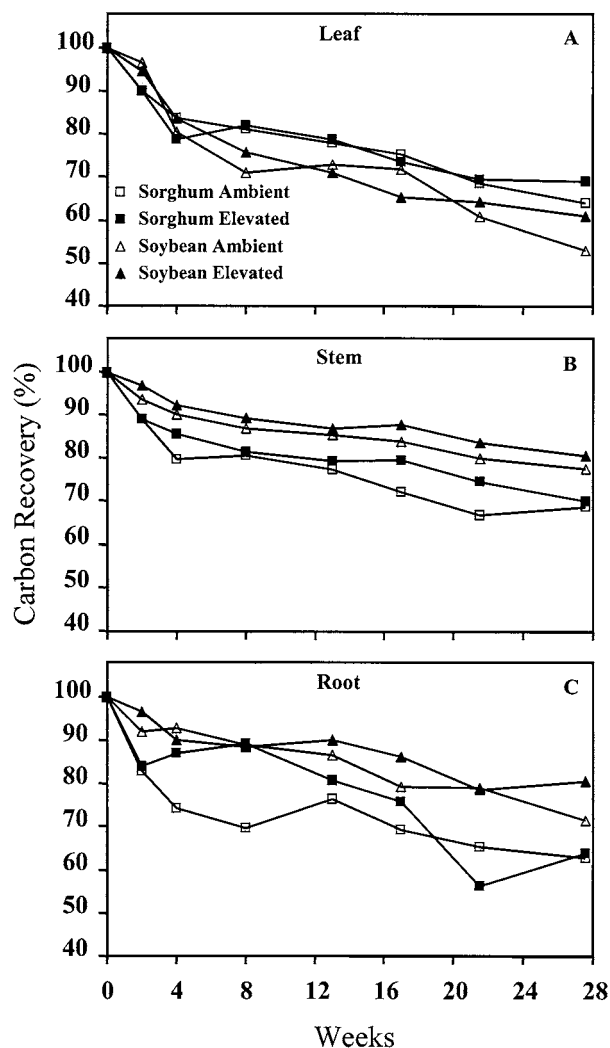 Leaf A
100
90
80
70
60
50
40
Sorghum Ambient
Sorghum Elevated
Soybean Ambient
Soybean Elevated
Stem B
100
90
80
70
60
50
40
Carbon Recovery (%)
Root C
100
90
80
70
60
50
40
0 4 8 12 16 20 24 28
Weeks